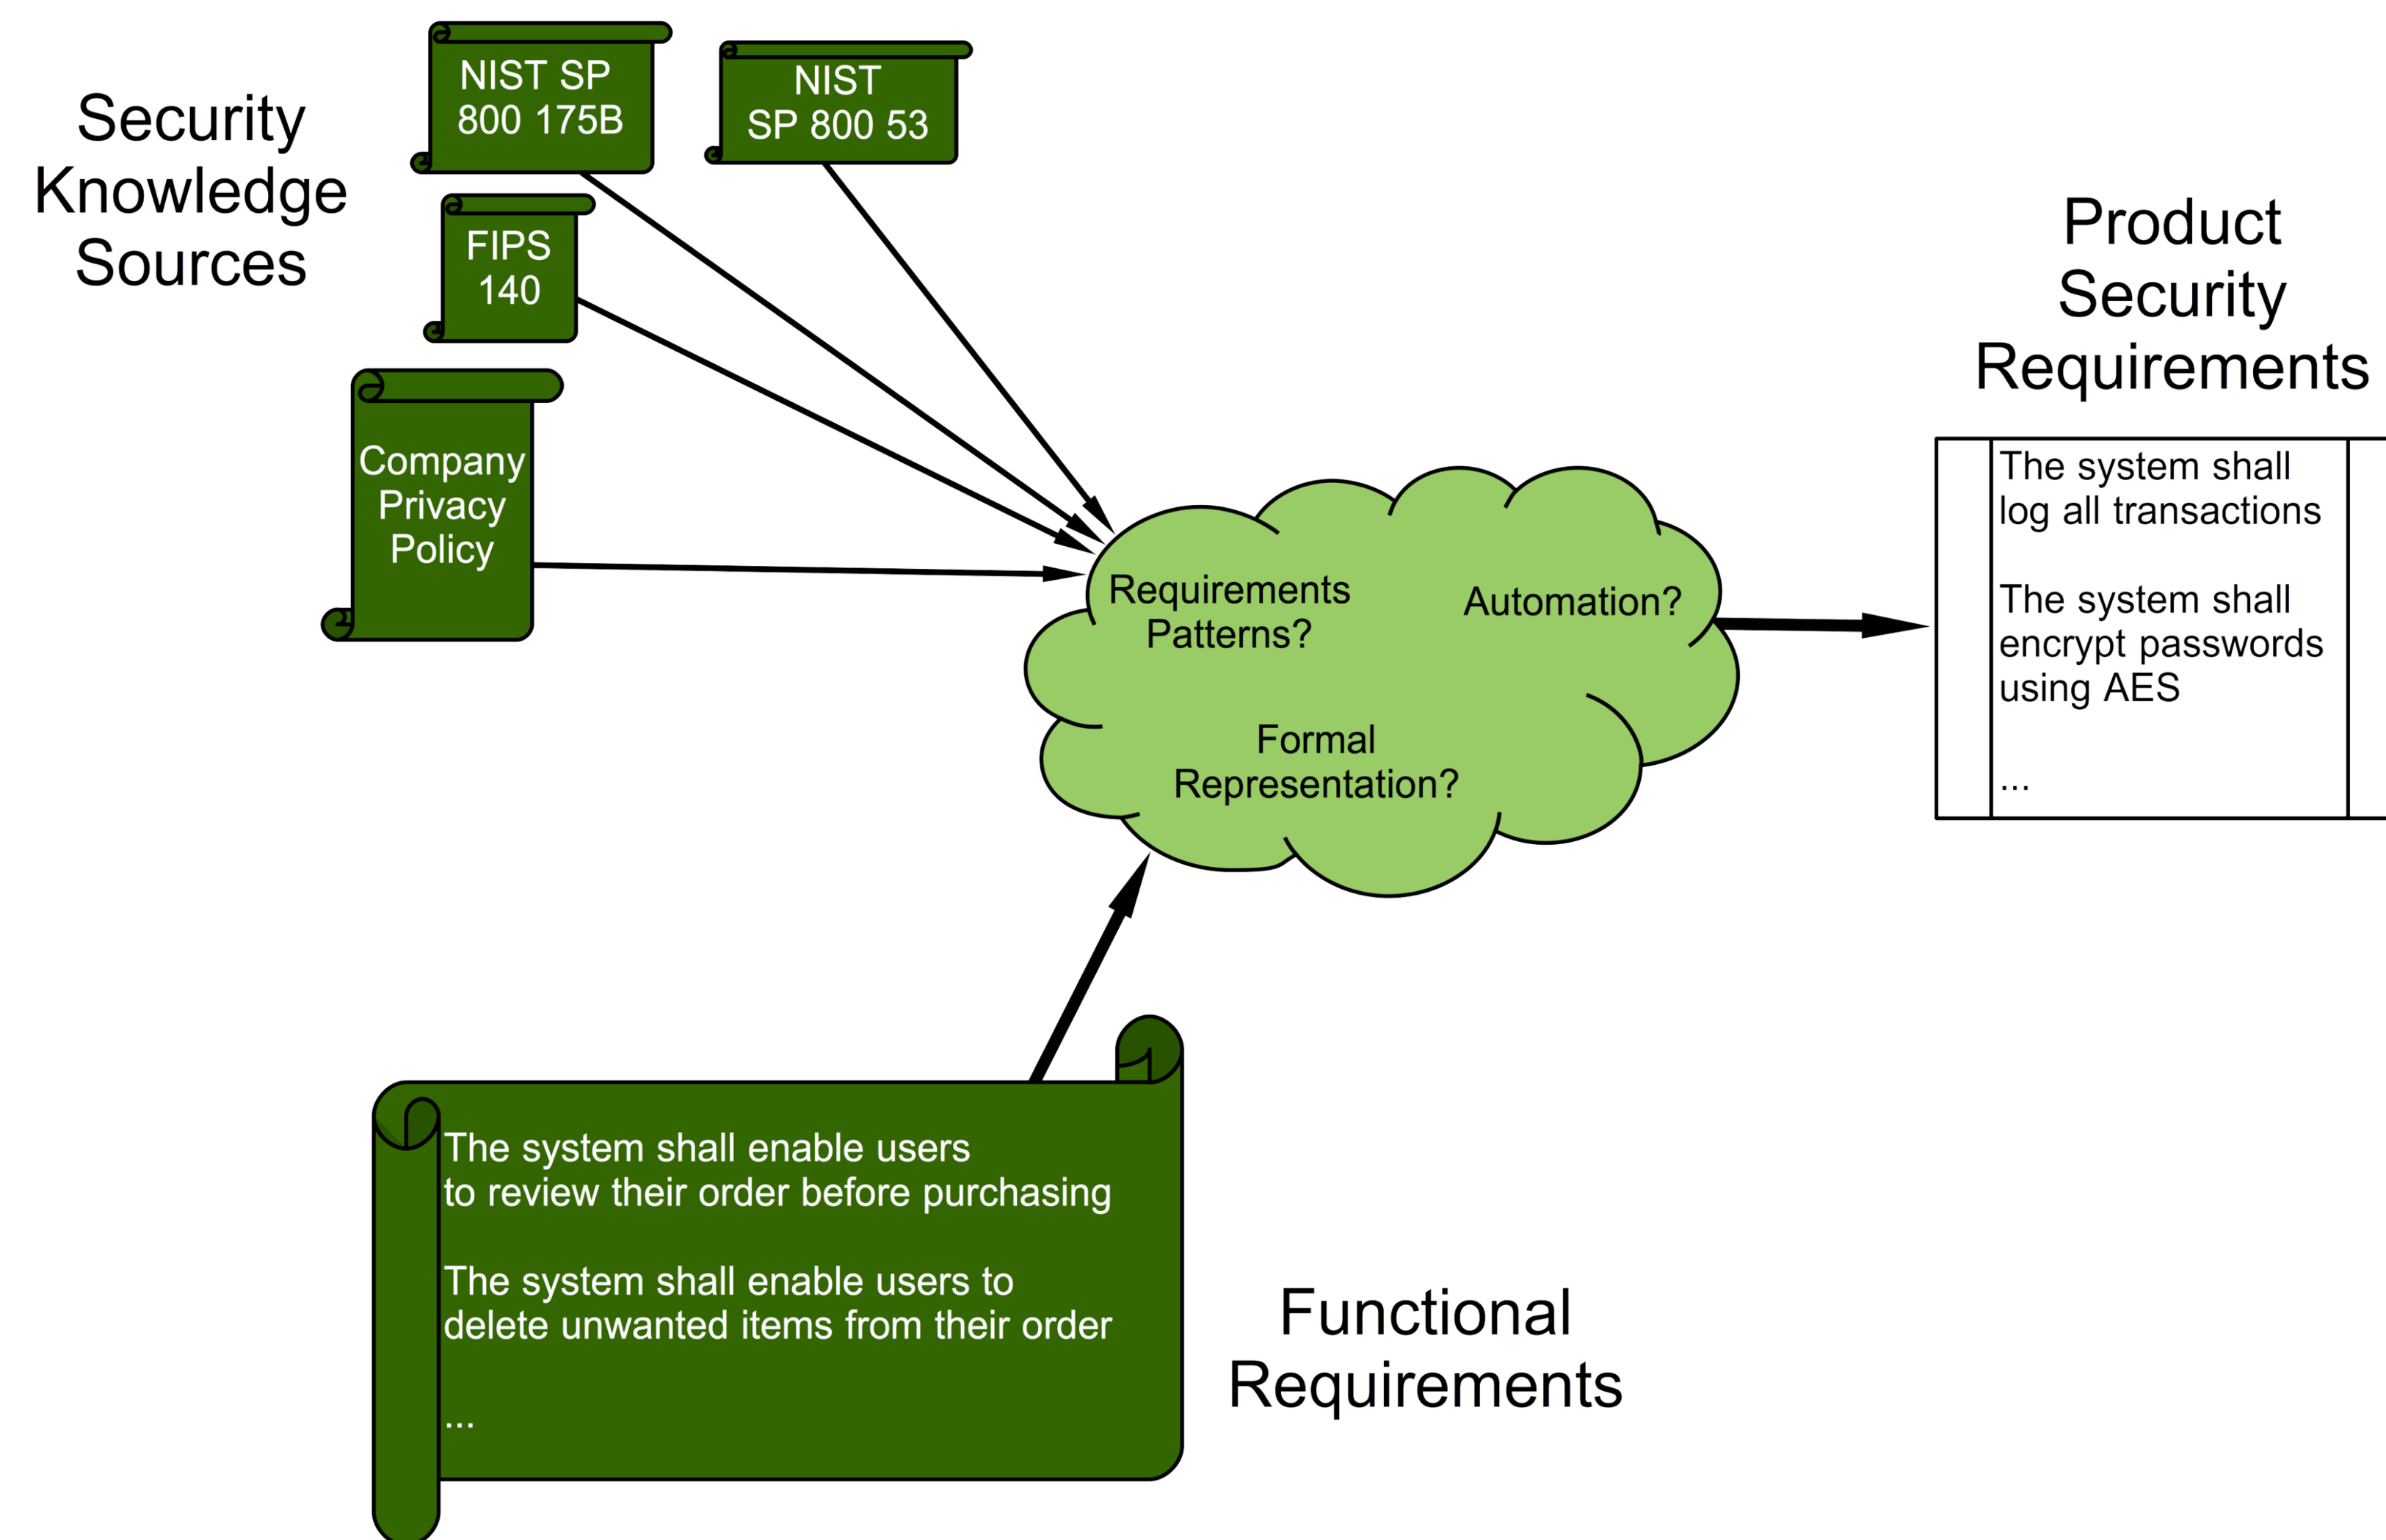 Security
Knowledge
Sources
NIST SP
800 175B
NIST
SP 800 53
FIPS
140
Company
Privacy
Policy
Requirements
Patterns?
Automation?
Formal
Representation?
Product
Security
Requirements
The system shall
log all transactions
The system shall
encrypt passwords
using AES
...
The system shall enable users
to review their order before purchasing
The system shall enable users to
delete unwanted items from their order
...
Functional
Requirements